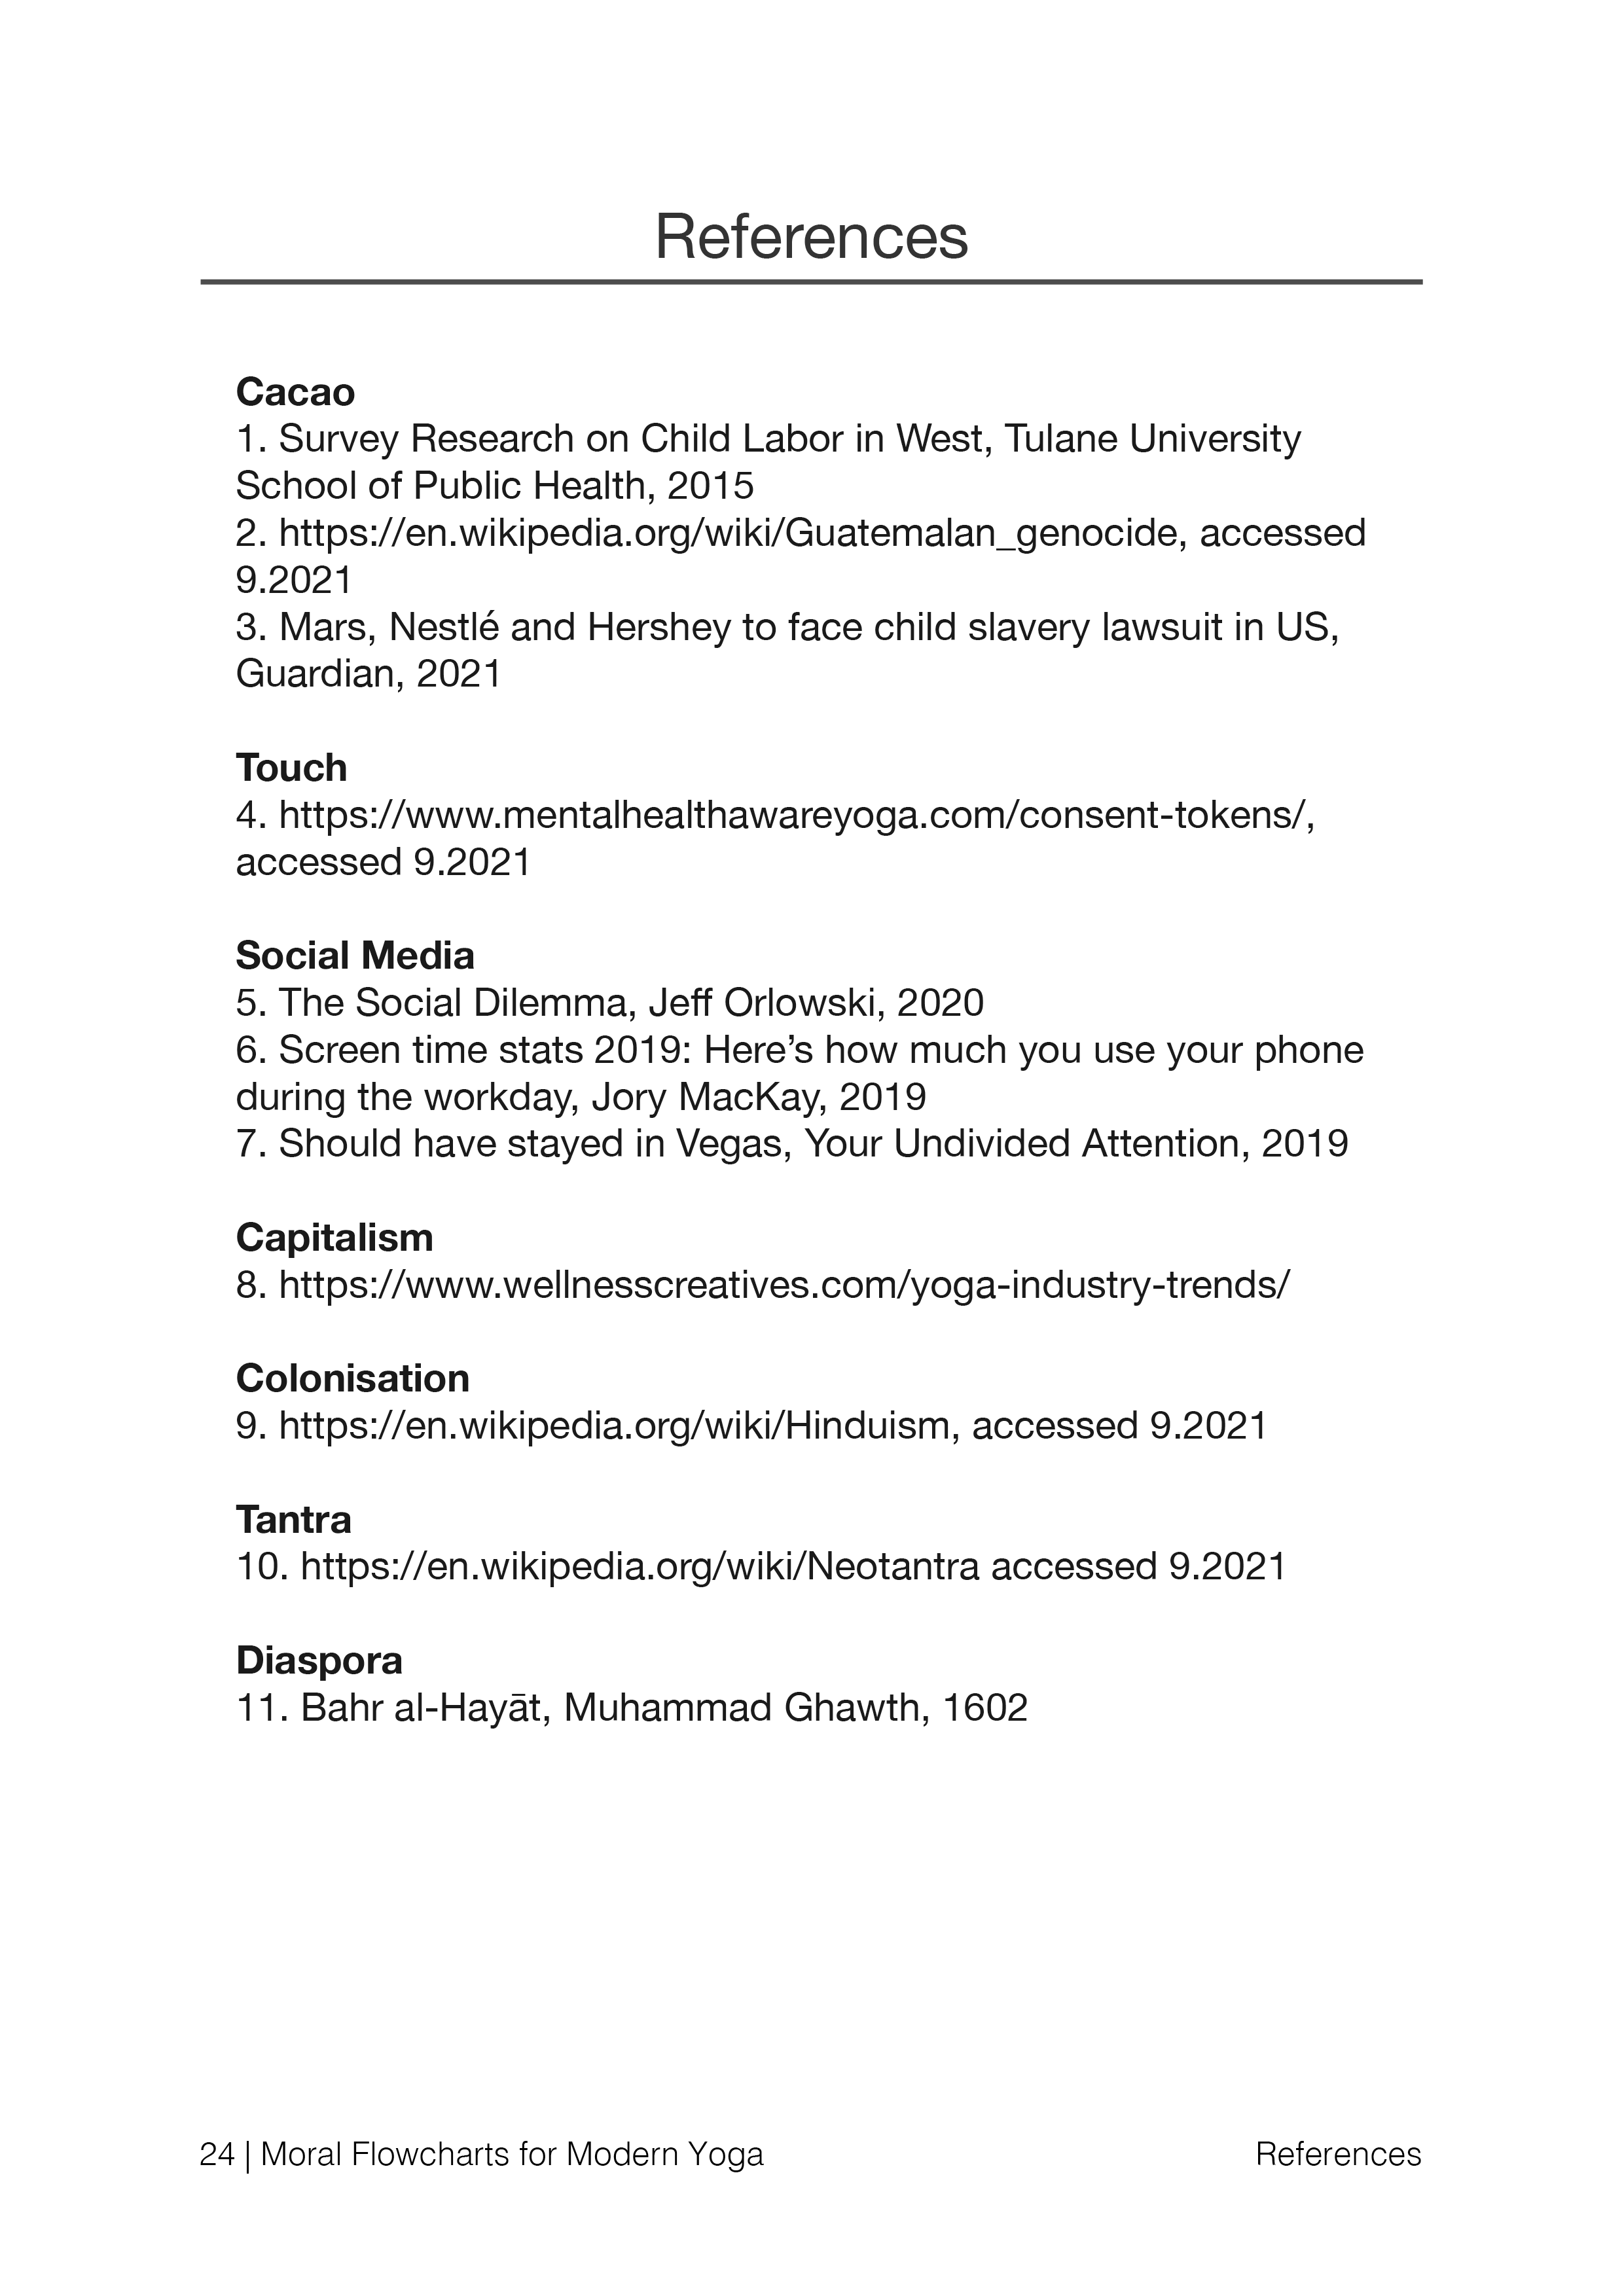 References
Cacao
1. Survey Research on Child Labor in West, Tulane University
School of Public Health, 2015
2. https://en.wikipedia.org/wiki/Guatemalan_genocide, accessed
9.2021
3. Mars, Nestlé and Hershey to face child slavery lawsuit in US,
Guardian, 2021
Touch
4. https://www.mentalhealthawareyoga.com/consent-tokens/,
accessed 9.2021
Social Media
5. The Social Dilemma, Jeff Orlowski, 2020
6. Screen time stats 2019: Here’s how much you use your phone
during the workday, Jory MacKay, 2019
7. Should have stayed in Vegas, Your Undivided Attention, 2019
Capitalism
8. https://www.wellnesscreatives.com/yoga-industry-trends/
Colonisation
9. https://en.wikipedia.org/wiki/Hinduism, accessed 9.2021
Tantra
10. https://en.wikipedia.org/wiki/Neotantra accessed 9.2021
Diaspora
11. Bahr al-Hayāt, Muhammad Ghawth, 1602
24 | Moral Flowcharts for Modern Yoga References